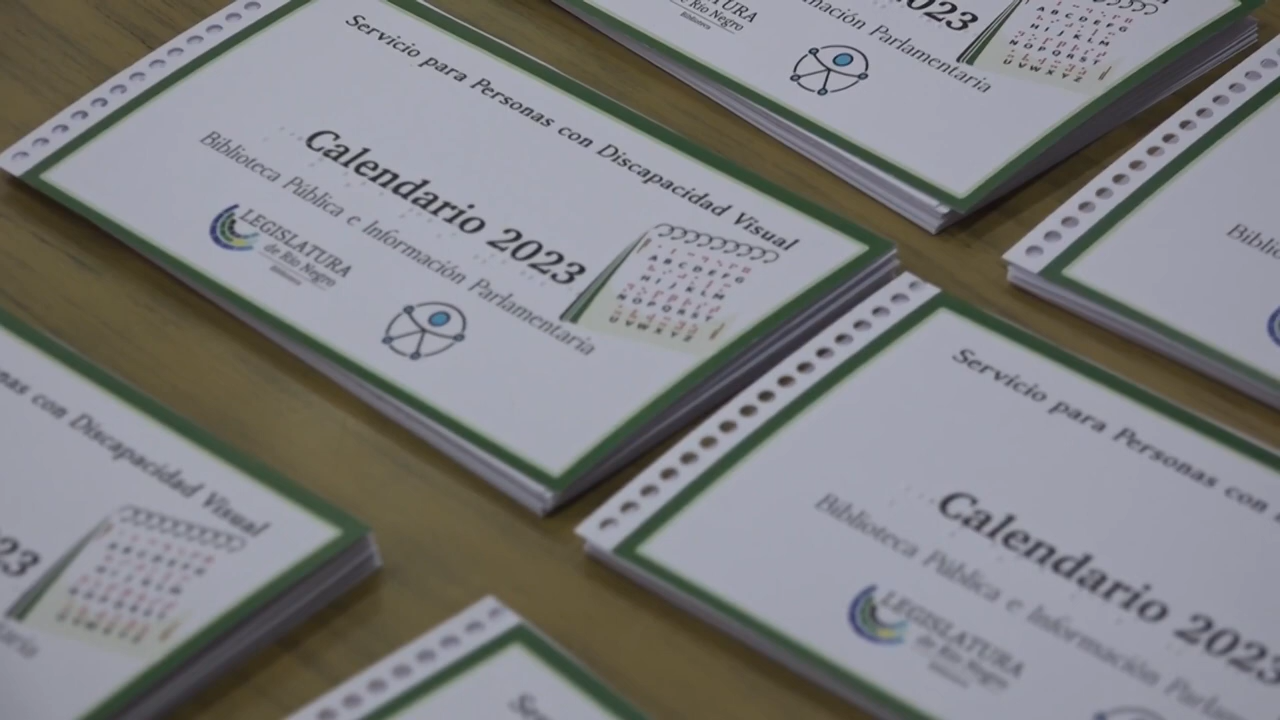 Servicio para Personas con Discapacidad Visual
Calendario 2023
Biblioteca Pública e Información Parlamentaria
LEGISLATURA
de Río Negro
A B C D E F G
H I J K L M
N O P Q R S T
U V W X Y Z
2023
Información Parlamentaria
LEGISLATURA
de Río Negro
A B C D E F G
H I J K L M
N O P Q R S T
U V W X Y Z
con Discapacidad Visual
23
Servicio para Personas con
Calendario 2023
Biblioteca Pública e Información
LEGISLATURA
de Río Negro